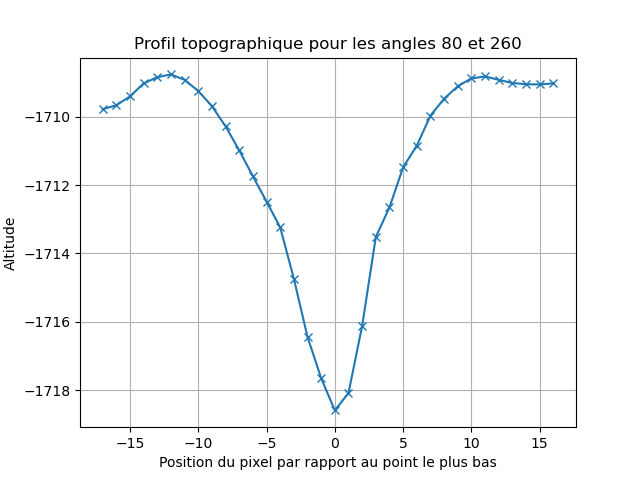 Profil topographique pour les angles 80 et 260
Altitude
−1710
−1712
−1714
−1716
−1718
−15 −10 −5 0 5 10 15
Position du pixel par rapport au point le plus bas